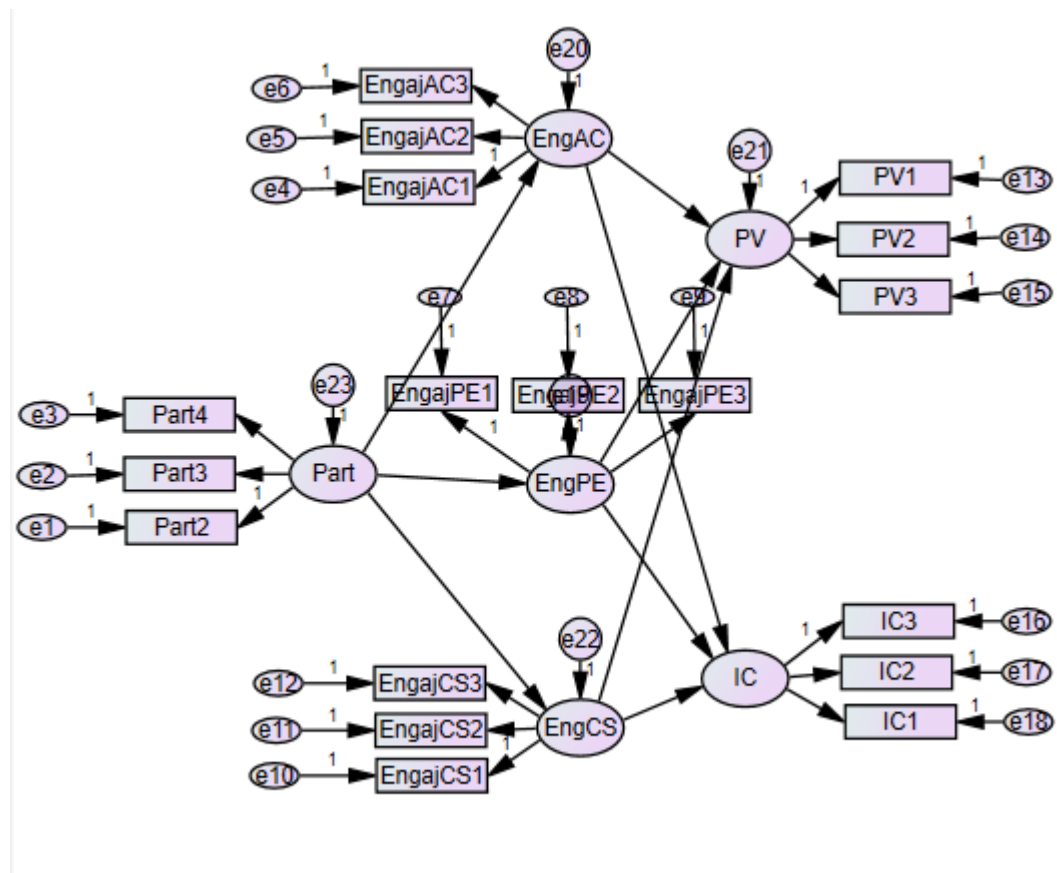 e20
1
e6 1 EngajAC3
e5 1 EngajAC2
EngAC
e4 1 EngajAC1 1
e21
1
PV
1 PV1 1 e13
PV2 1 e14
PV3 1 e15
e7 e8 e9
1 1 1
EngajPE1 EngajPE2 EngajPE3
1 1
EngPE
e23
1
e3 1 Part4
e2 1 Part3
Part
e1 1 Part2 1
e22
1
e12 1 EngajCS3
e11 1 EngajCS2
EngCS
e10 1 EngajCS1 1
IC
1 IC3 1 e16
IC2 1 e17
IC1 1 e18